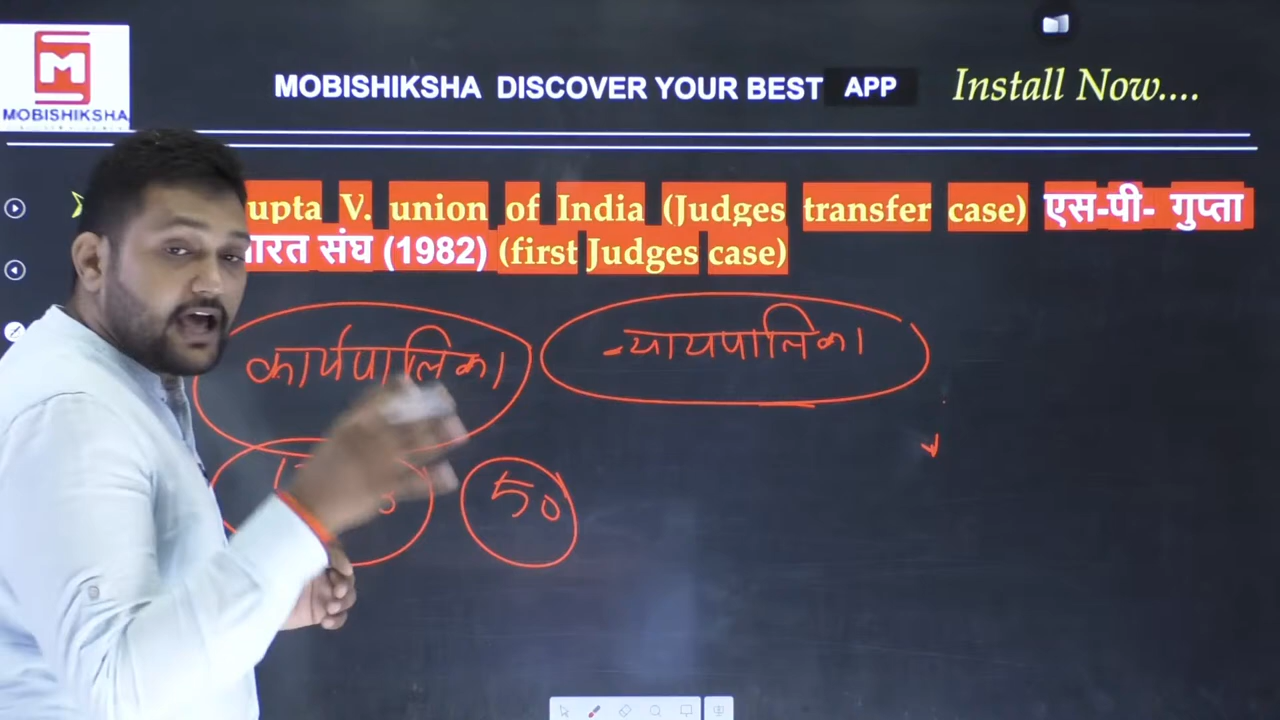 M
MOBISHIKSHA
MOBISHIKSHA DISCOVER YOUR BEST APP
Install Now....
upta V. union of India (Judges transfer case) एस-पी- गुप्ता
ारत संघ (1982) (first Judges case)
कार्यपालिका
न्यायपालिका
50